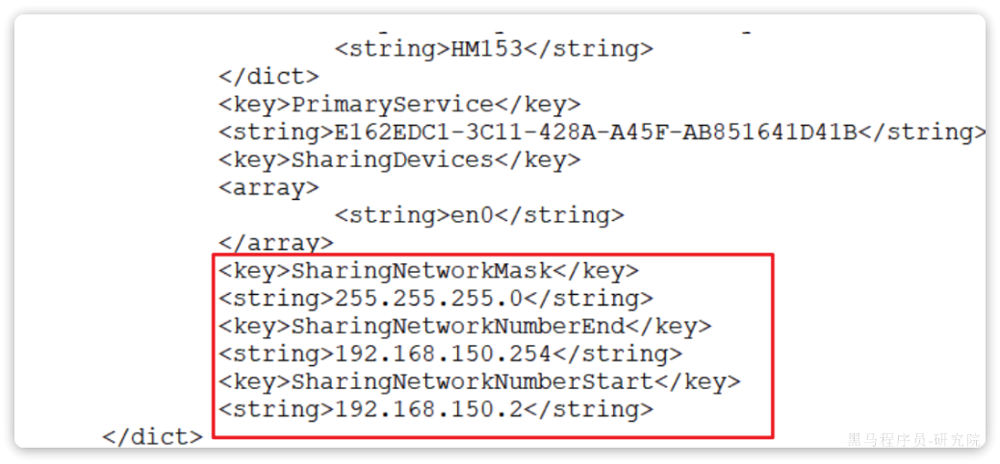 <string>HM153</string>
</dict>
<key>PrimaryService</key>
<string>E162EDC1-3C11-428A-A45F-AB851641D41B</string>
<key>SharingDevices</key>
<array>
<string>en0</string>
</array>
<key>SharingNetworkMask</key>
<string>255.255.255.0</string>
<key>SharingNetworkNumberEnd</key>
<string>192.168.150.254</string>
<key>SharingNetworkNumberStart</key>
<string>192.168.150.2</string>
</dict>
黑马程序员-研究院